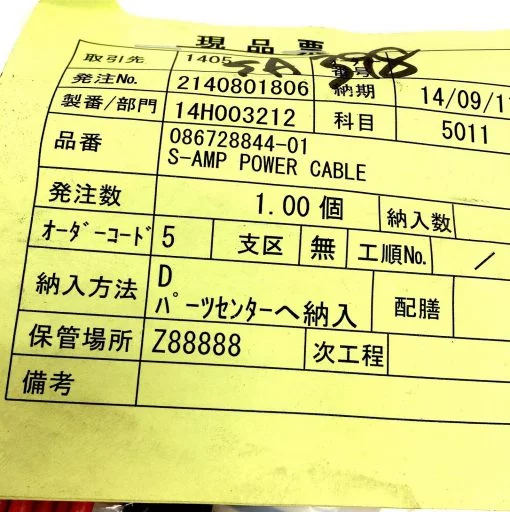 現品票
取引先 1405
発注No. 2140801806 納期 14/09/1
製番/部門 14H003212 科目 5011
品番 086728844-01
S-AMP POWER CABLE
発注数 1.00個 納入数
オーダーコード 5 支区 無 工順No. /
納入方法 D
パーツセンターへ納入 配膳
保管場所 Z88888 次工程
備考